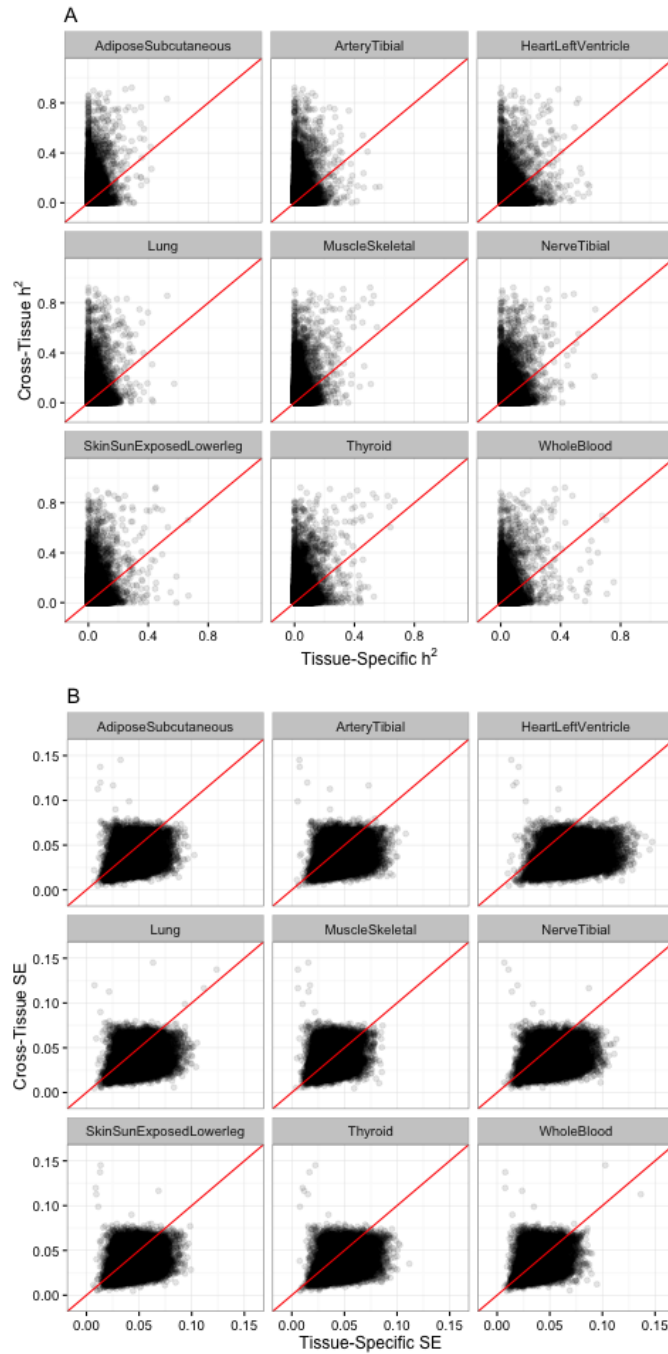 A
AdiposeSubcutaneous ArteryTibial HeartLeftVentricle
0.8
0.4
0.0
Lung MuscleSkeletal NerveTibial
0.8
0.4
0.0
Cross-Tissue h²
SkinSunExposedLowerleg Thyroid WholeBlood
0.8
0.4
0.0
0.0 0.4 0.8 0.0 0.4 0.8 0.0 0.4 0.8
Tissue-Specific h²
B
AdiposeSubcutaneous ArteryTibial HeartLeftVentricle
0.15
0.10
0.05
0.00
Lung MuscleSkeletal NerveTibial
0.15
0.10
0.05
0.00
Cross-Tissue SE
SkinSunExposedLowerleg Thyroid WholeBlood
0.15
0.10
0.05
0.00
0.00 0.05 0.10 0.15 0.00 0.05 0.10 0.15 0.00 0.05 0.10 0.15
Tissue-Specific SE